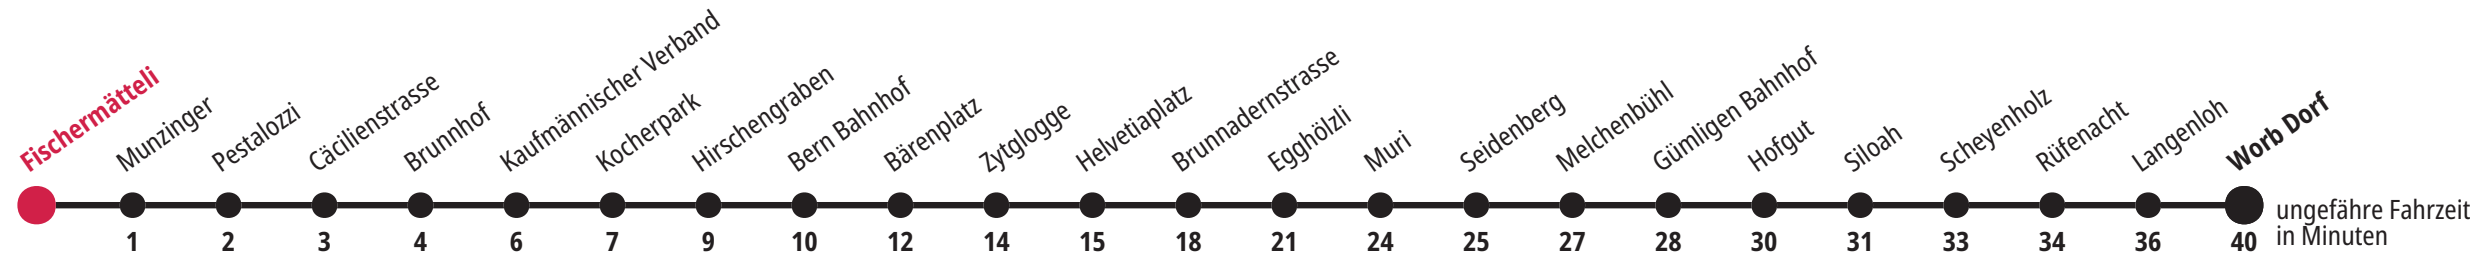 Fischermätteli
Munzinger
Pestalozzi
Cäcilienstrasse
Brunnhof
Kaufmännischer Verband
Kocherpark
Hirschengraben
Bern Bahnhof
Bärenplatz
Zytglogge
Helvetiaplatz
Brunnadernstrasse
Egghölzli
Muri
Seidenberg
Melchenbühl
Gümligen Bahnhof
Hofgut
Siloah
Scheyenholz
Rüfenacht
Langenloh
Worb Dorf
1 2 3 4 6 7 9 10 12 14 15 18 21 24 25 27 28 30 31 33 34 36 40
ungefähre Fahrzeit
in Minuten